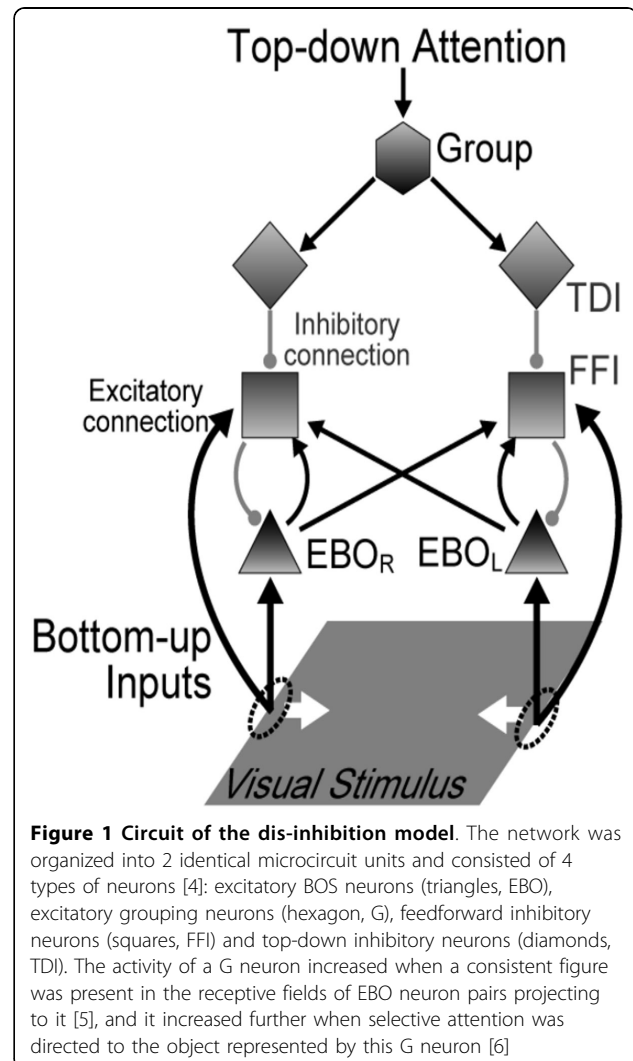 Top-down Attention
Group
TDI
Inhibitory
connection
FFI
Excitatory
connection
EBOR EBOL
Bottom-up
Inputs
Visual Stimulus
Figure 1 Circuit of the dis-inhibition model. The network was
organized into 2 identical microcircuit units and consisted of 4
types of neurons [4]: excitatory BOS neurons (triangles, EBO),
excitatory grouping neurons (hexagon, G), feedforward inhibitory
neurons (squares, FFI) and top-down inhibitory neurons (diamonds,
TDI). The activity of a G neuron increased when a consistent figure
was present in the receptive fields of EBO neuron pairs projecting
to it [5], and it increased further when selective attention was
directed to the object represented by this G neuron [6]